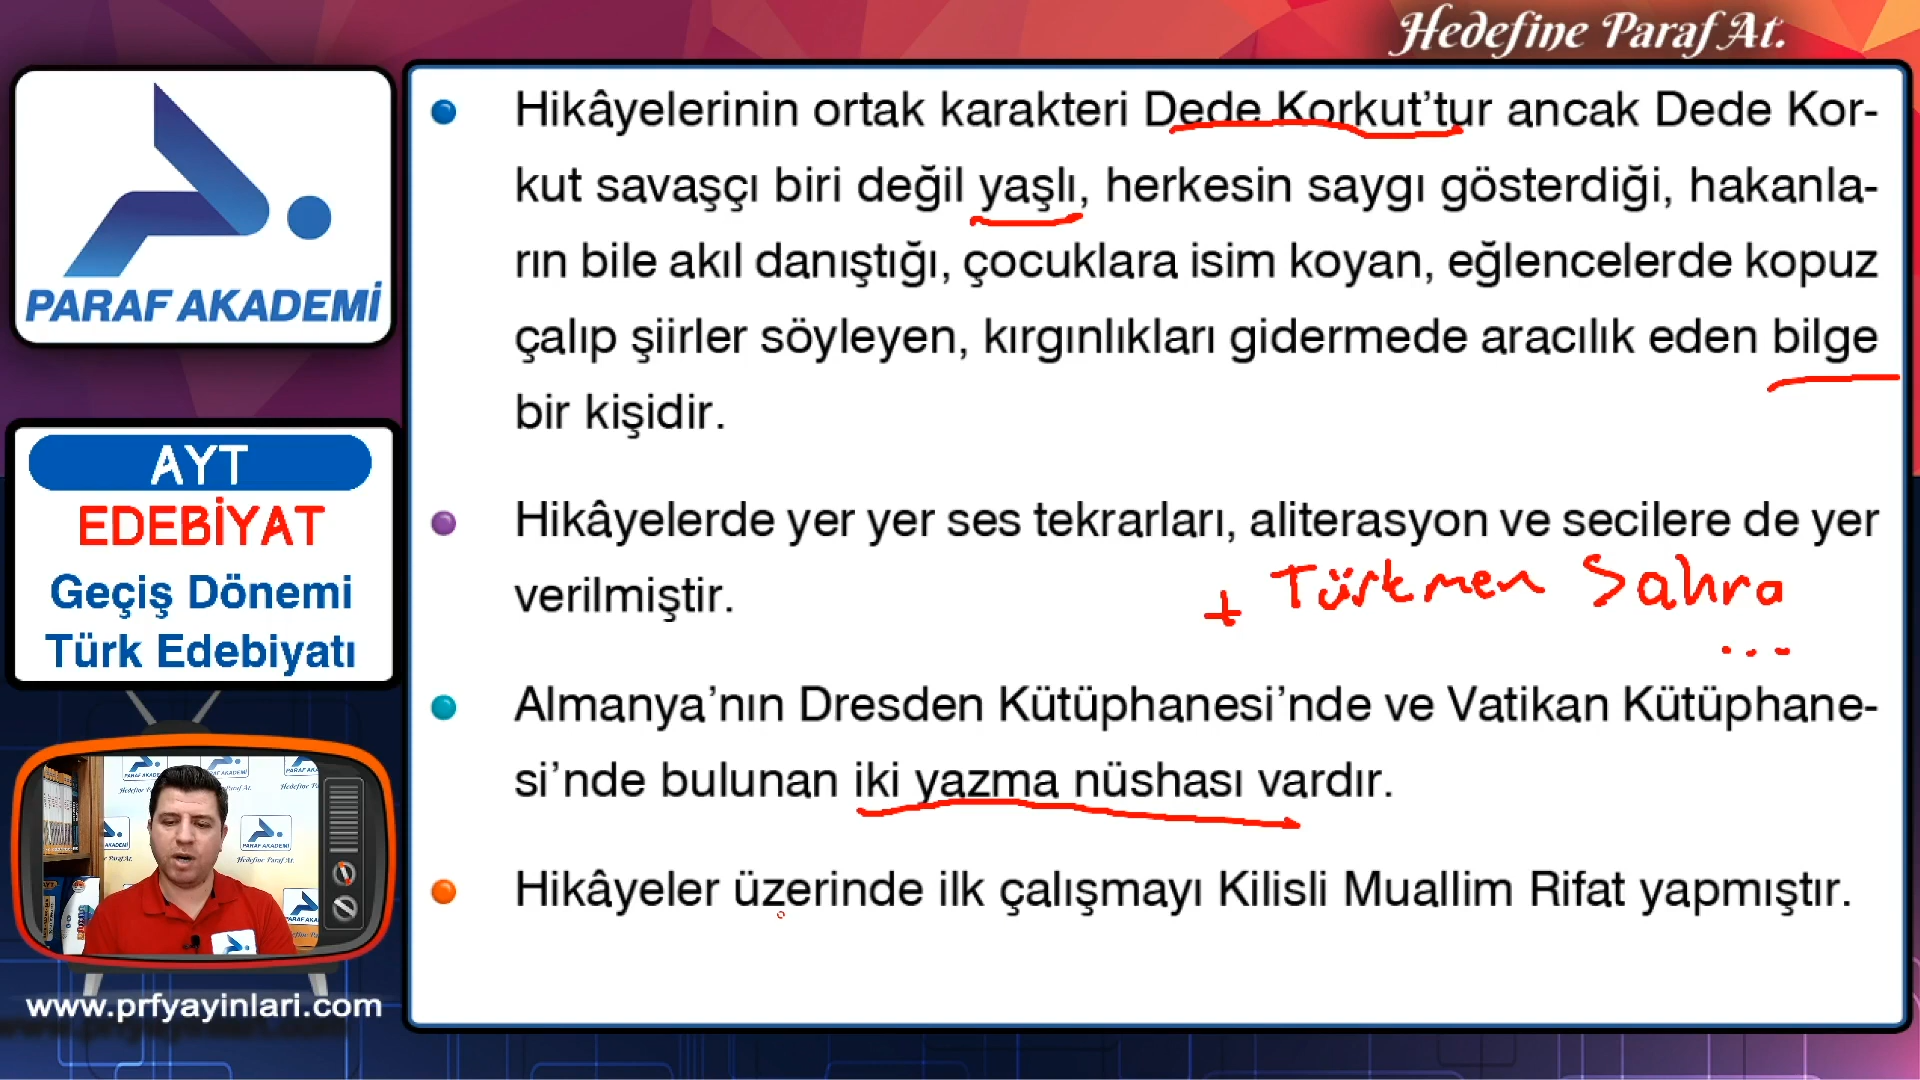 Hedefine Paraf At.
PARAF AKADEMİ
AYT
EDEBİYAT
Geçiş Dönemi
Türk Edebiyatı
www.prfyayinlari.com
Hikâyelerinin ortak karakteri Dede Korkut’tur ancak Dede Kor-
kut savaşçı biri değil yaşlı, herkesin saygı gösterdiği, hakanla-
rın bile akıl danıştığı, çocuklara isim koyan, eğlencelerde kopuz
çalıp şiirler söyleyen, kırgınlıkları gidermede aracılık eden bilge
bir kişidir.
Hikâyelerde yer yer ses tekrarları, aliterasyon ve secilere de yer
verilmiştir.
+ Türkmen Sahra
...
Almanya’nın Dresden Kütüphanesi’nde ve Vatikan Kütüphane-
si’nde bulunan iki yazma nüshası vardır.
Hikâyeler üzerinde ilk çalışmayı Kilisli Muallim Rifat yapmıştır.